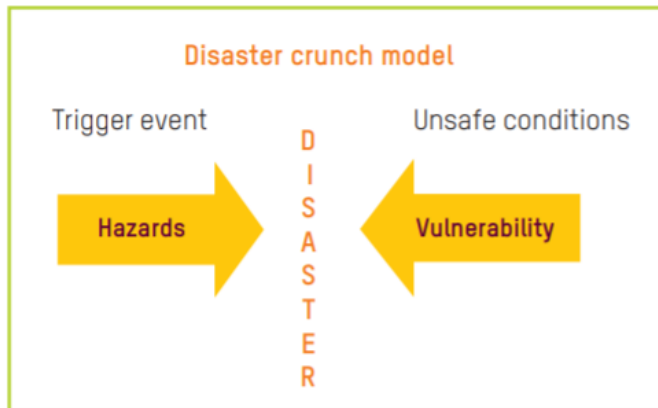 Disaster crunch model
Trigger event
Unsafe conditions
D
I
S
A
S
T
E
R
Hazards
Vulnerability